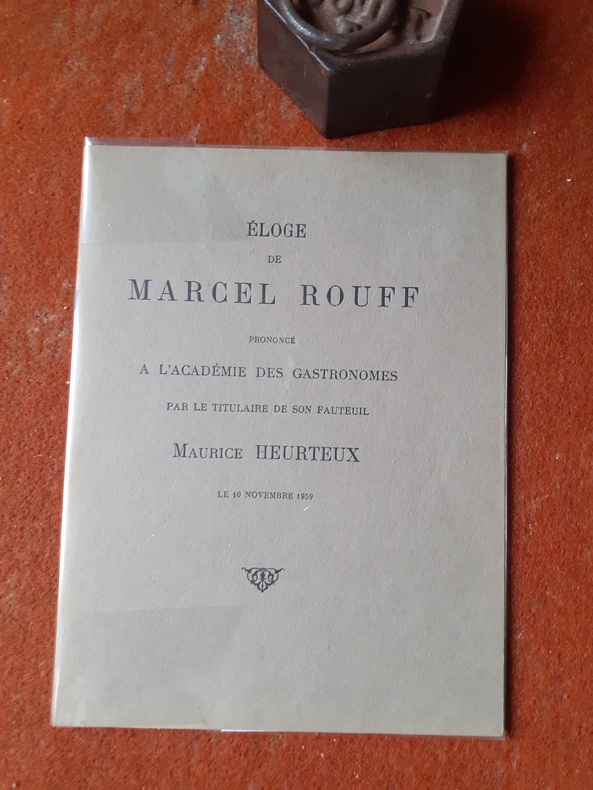 ÉLOGE
DE
MARCEL ROUFF
PRONONCÉ
A L'ACADÉMIE DES GASTRONOMES
PAR LE TITULAIRE DE SON FAUTEUIL
MAURICE HEURTEUX
LE 10 NOVEMBRE 1959